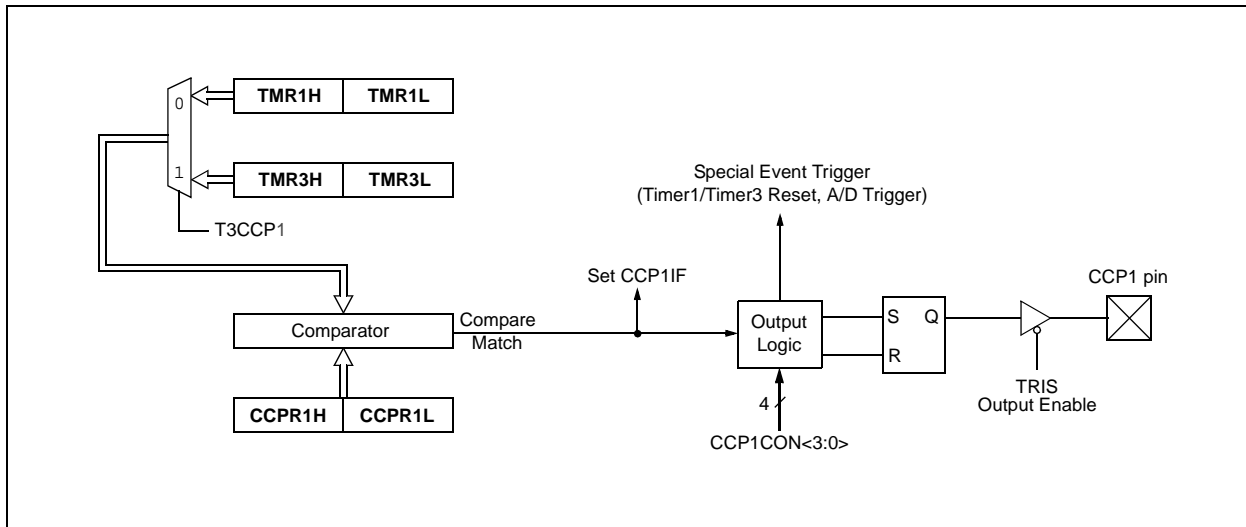 0
TMR1H TMR1L
1
TMR3H TMR3L
T3CCP1
Special Event Trigger
(Timer1/Timer3 Reset, A/D Trigger)
Set CCP1IF
CCP1 pin
Comparator
Compare
Match
Output
Logic
S Q
R
TRIS
Output Enable
CCPR1H CCPR1L
4
CCP1CON<3:0>